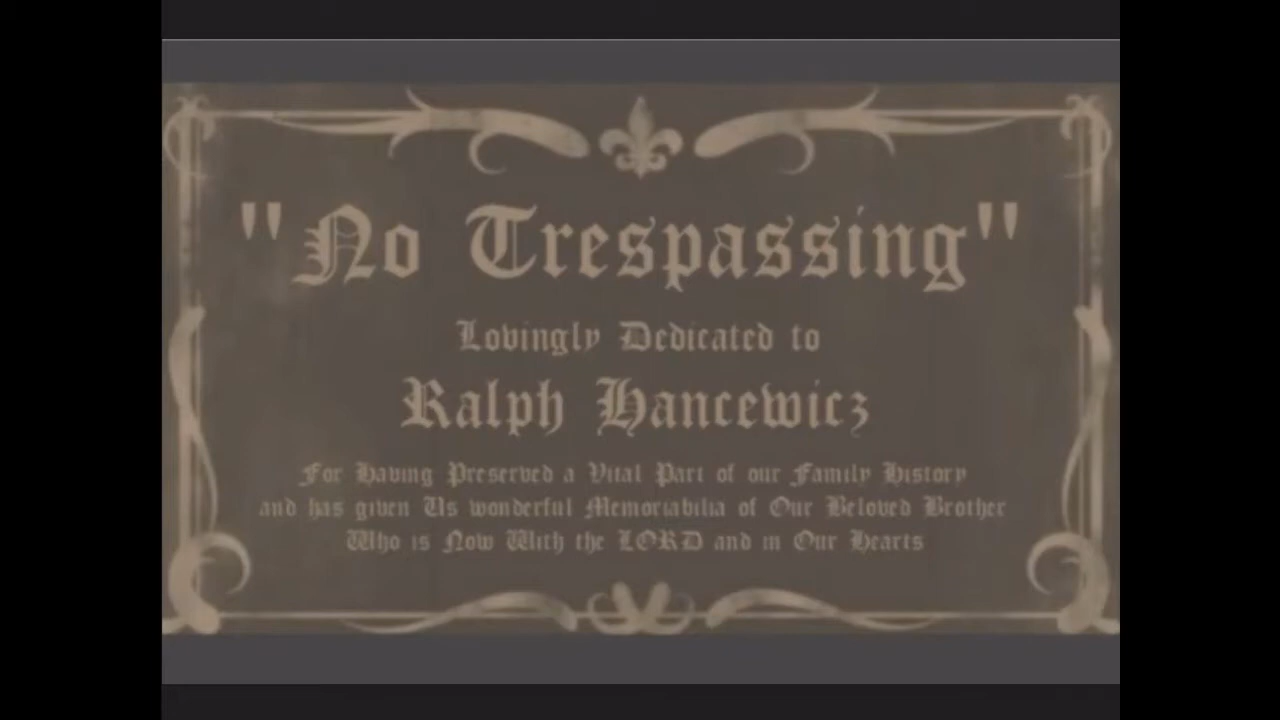 "No Trespassing"
Lovingly Dedicated to
Ralph Hancewicz
For Having Preserved a Vital Part of our Family History
and has given Us wonderful Memoriabilia of Our Beloved Brother
Who is Now With the LORD and in Our Hearts